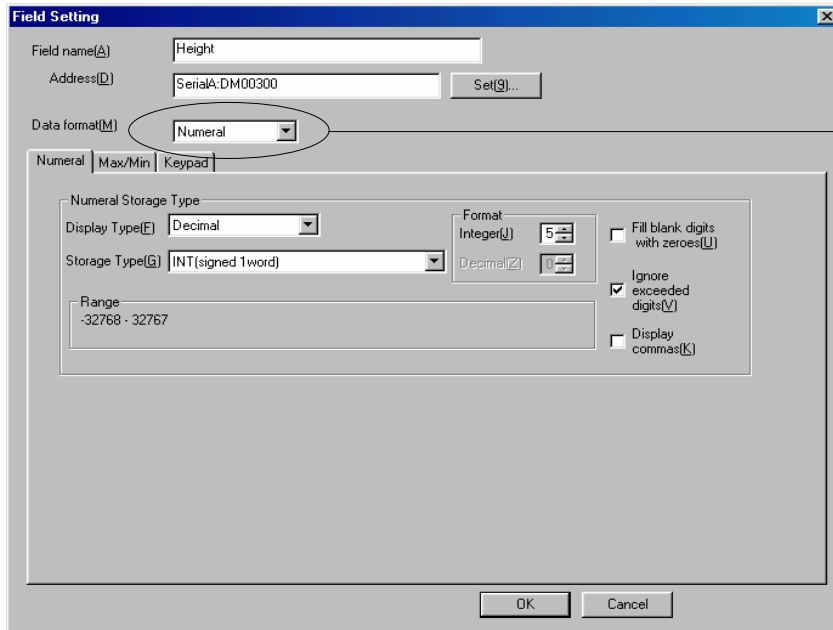 Field Setting
Field name(A) Height
Address(D) SerialA:DM00300 Set(9)...
Data format(M) Numeral
Numeral Max/Min Keypad
Numeral Storage Type
Display Type(F) Decimal
Storage Type(G) INT(signed 1word)
Format
Integer(J) 5
Decimal(Z) 0
Fill blank digits
with zeroes(U)
Ignore
exceeded
digits(V)
Display
commas(K)
Range
-32768 - 32767
OK Cancel